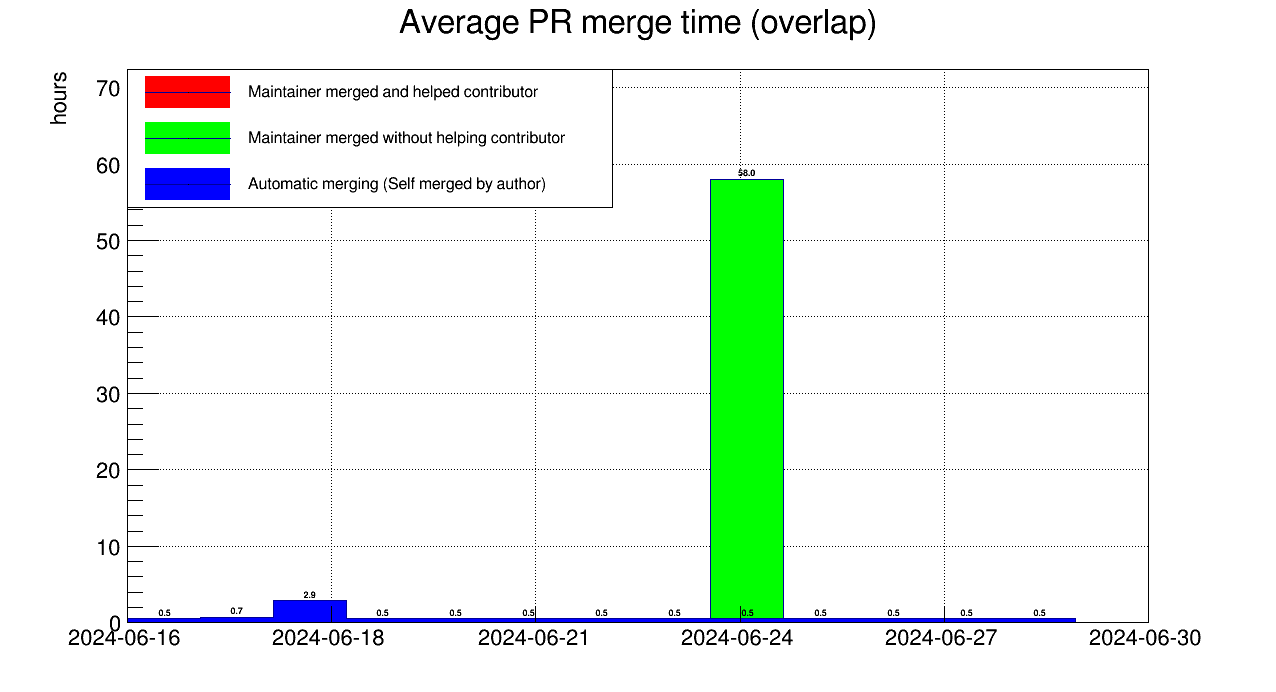 Average PR merge time (overlap)
hours
70
60
50
40
30
20
10
0
Maintainer merged and helped contributor
Maintainer merged without helping contributor
Automatic merging (Self merged by author)
58.0
0.5 0.7 2.9 0.5 0.5 0.5 0.5 0.5 0.5 0.5 0.5 0.5 0.5
2024-06-16 2024-06-18 2024-06-21 2024-06-24 2024-06-27 2024-06-30